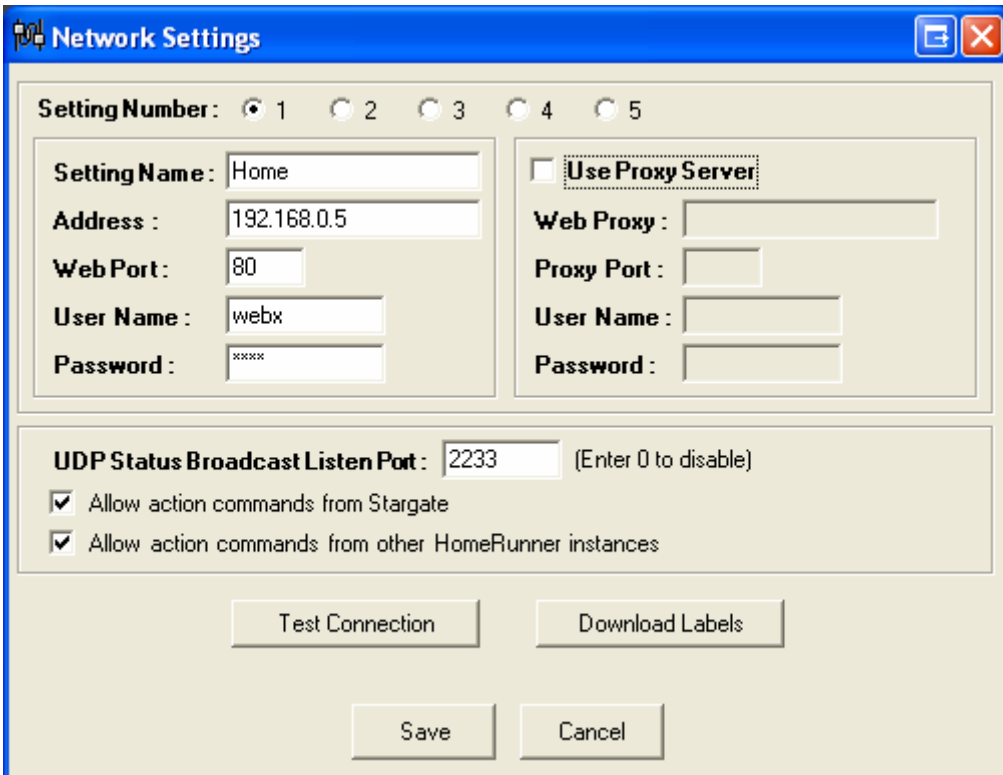 Network Settings
Setting Number: 1 2 3 4 5
Setting Name: Home
Address : 192.168.0.5
Web Port: 80
User Name : webx
Password : ****
Use Proxy Server
Web Proxy :
Proxy Port :
User Name :
Password :
UDP Status Broadcast Listen Port: 2233 (Enter 0 to disable)
Allow action commands from Stargate
Allow action commands from other HomeRunner instances
Test Connection Download Labels
Save Cancel